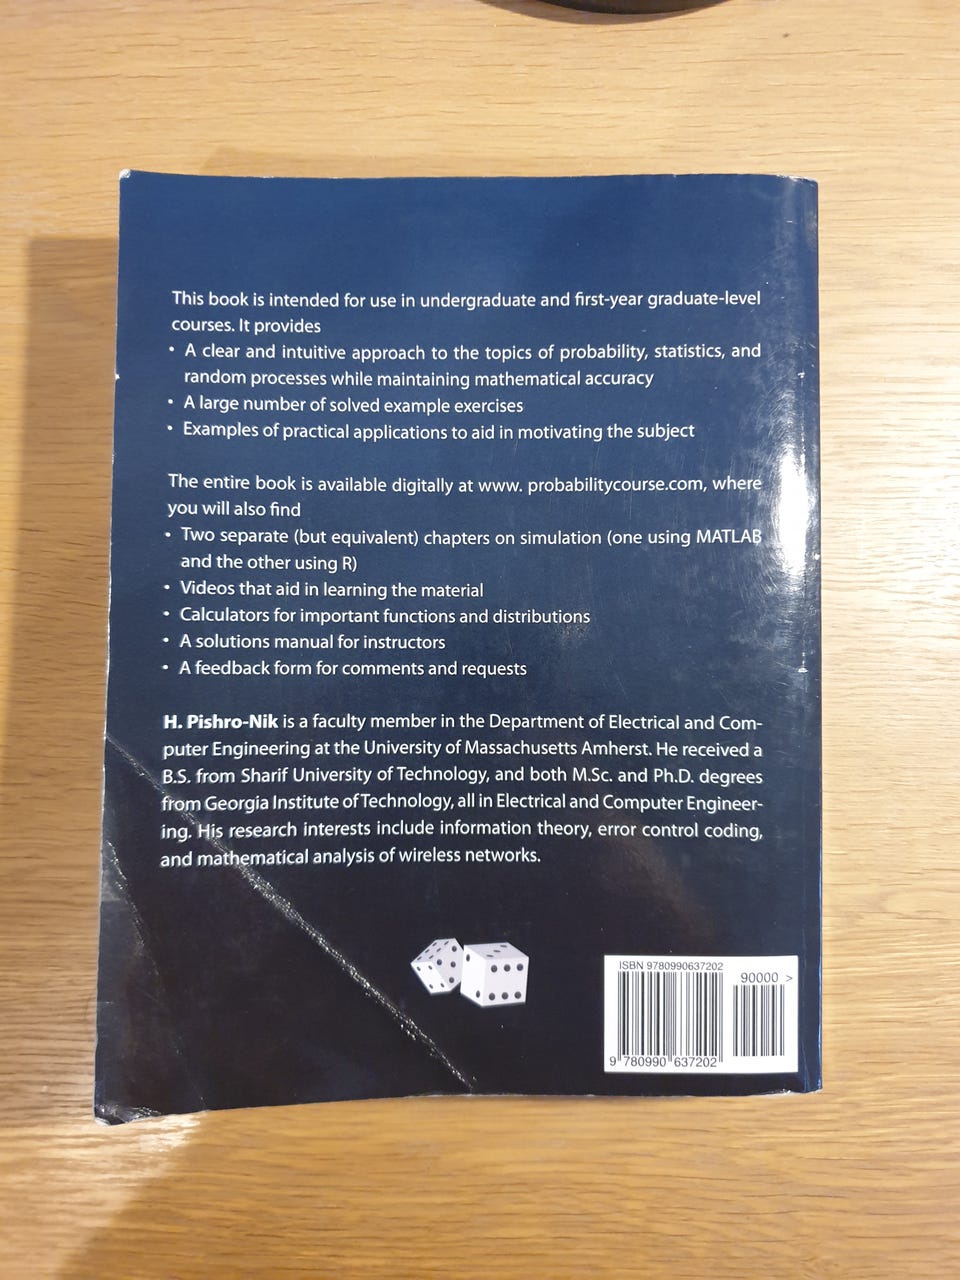 This book is intended for use in undergraduate and first-year graduate-level
courses. It provides
• A clear and intuitive approach to the topics of probability, statistics, and
random processes while maintaining mathematical accuracy
• A large number of solved example exercises
• Examples of practical applications to aid in motivating the subject
The entire book is available digitally at www. probabilitycourse.com, where
you will also find
• Two separate (but equivalent) chapters on simulation (one using MATLAB
and the other using R)
• Videos that aid in learning the material
• Calculators for important functions and distributions
• A solutions manual for instructors
• A feedback form for comments and requests
H. Pishro-Nik is a faculty member in the Department of Electrical and Com-
puter Engineering at the University of Massachusetts Amherst. He received a
B.S. from Sharif University of Technology, and both M.Sc. and Ph.D. degrees
from Georgia Institute of Technology, all in Electrical and Computer Engineer-
ing. His research interests include information theory, error control coding,
and mathematical analysis of wireless networks.
ISBN 9780990637202
90000 >
9 780990 637202